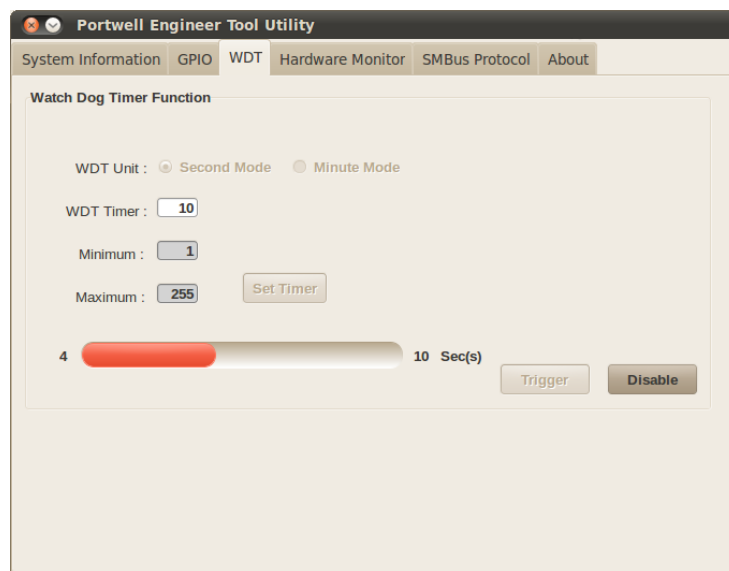 Portwell Engineer Tool Utility
System Information GPIO WDT Hardware Monitor SMBus Protocol About
Watch Dog Timer Function
WDT Unit : Second Mode Minute Mode
WDT Timer : 10
Minimum : 1
Maximum : 255 Set Timer
4 10 Sec(s)
Trigger Disable